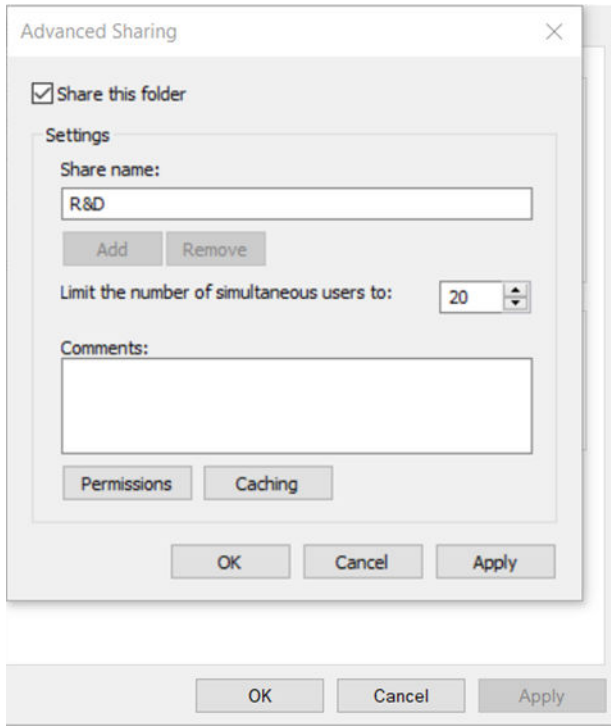 Advanced Sharing
Share this folder
Settings
Share name:
R&D
Add Remove
Limit the number of simultaneous users to: 20
Comments:
Permissions Caching
OK Cancel Apply
OK Cancel Apply